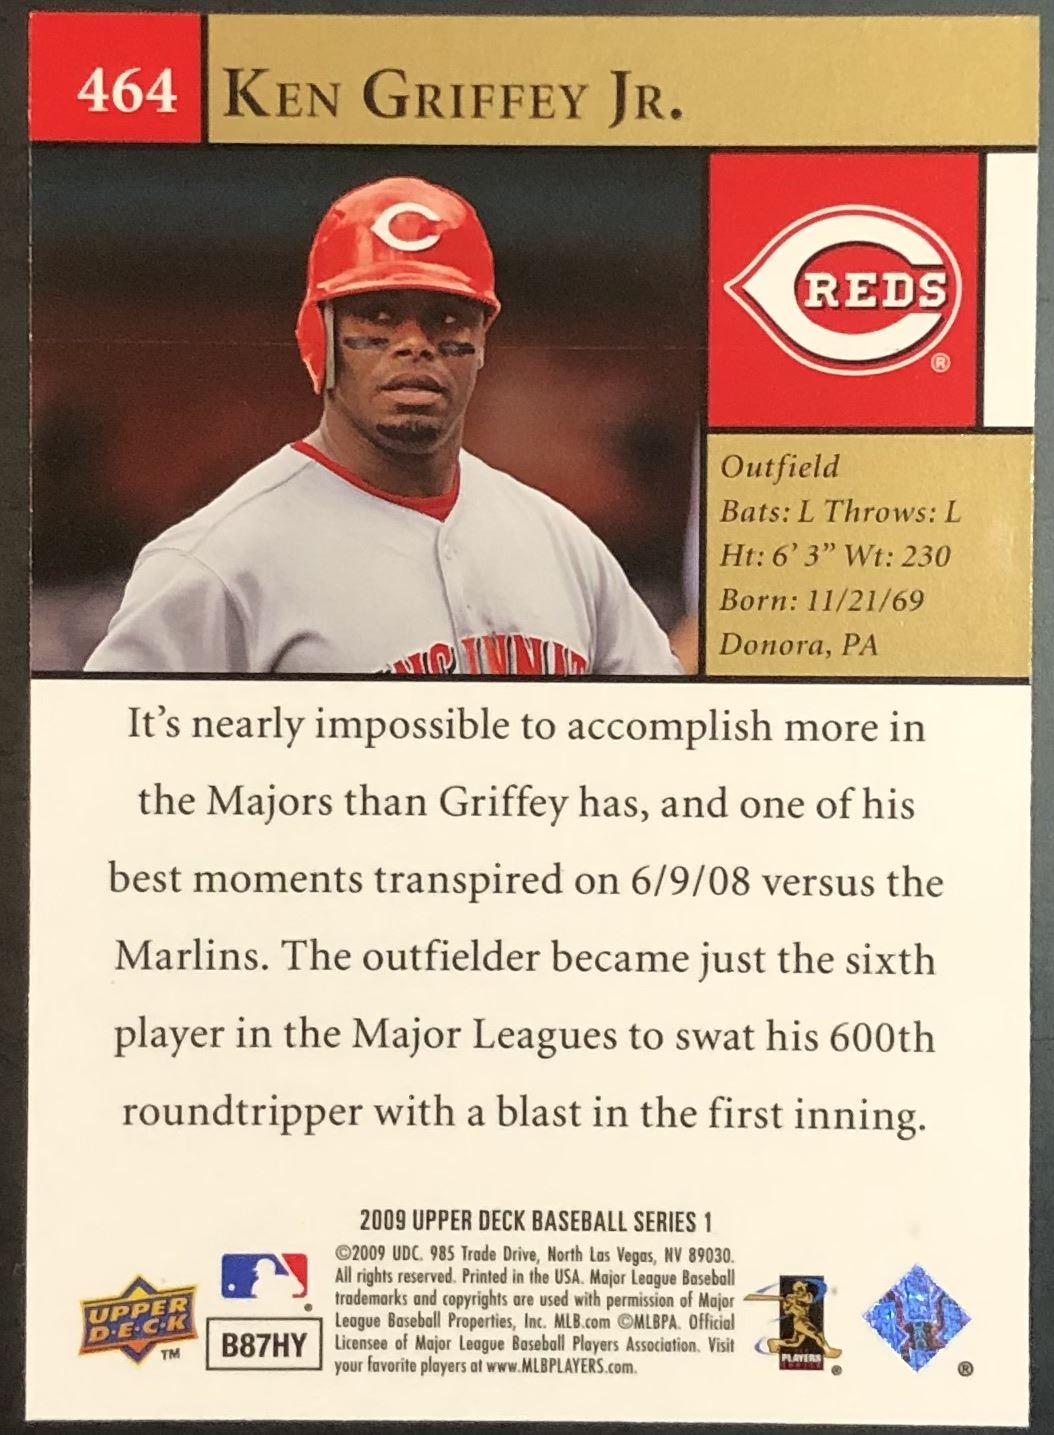 464
KEN GRIFFEY JR.
C
REDS
®
Outfield
Bats: L Throws: L
Ht: 6' 3” Wt: 230
Born: 11/21/69
Donora, PA
It's nearly impossible to accomplish more in
the Majors than Griffey has, and one of his
best moments transpired on 6/9/08 versus the
Marlins. The outfielder became just the sixth
player in the Major Leagues to swat his 600th
roundtripper with a blast in the first inning.
2009 UPPER DECK BASEBALL SERIES 1
©2009 UDC. 985 Trade Drive, North Las Vegas, NV 89030.
All rights reserved. Printed in the USA. Major League Baseball
trademarks and copyrights are used with permission of Major
League Baseball Properties, Inc. MLB.com ©MLBPA. Official
Licensee of Major League Baseball Players Association. Visit
your favorite players at www.MLBPLAYERS.com.
UPPER
D•E•C•K
TM
B87HY
PLAYERS
®
®